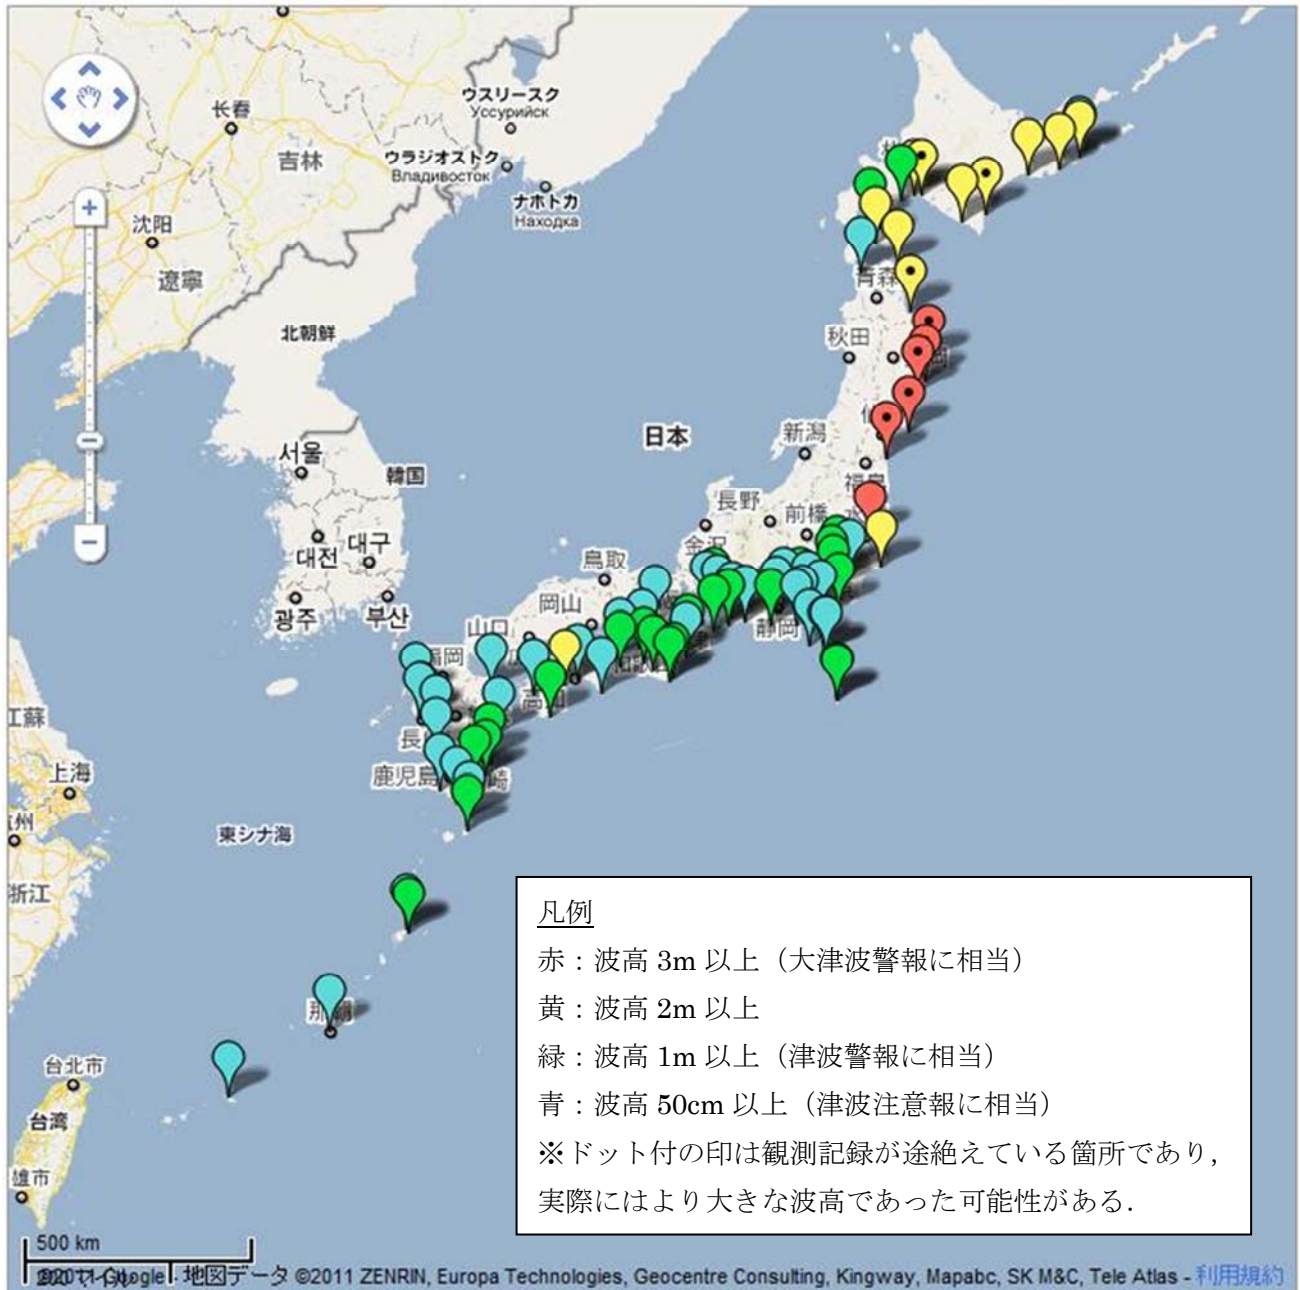 ウスリースク
Уссурийск
长春
吉林
ウラジオストク
Владивосток
ナホトカ
Находка
沈阳
遼寧
青森
北朝鮮
秋田
日本
新潟
서울
韓国
福島
長野
前橋
金沢
대전
대구
鳥取
岡山
광주
부산
山口
静岡
福岡
高知
江蘇
上海
鹿児島
東シナ海
浙江
那覇
台北市
台湾
雄市
凡例
赤：波高 3m 以上（大津波警報に相当）
黄：波高 2m 以上
緑：波高 1m 以上（津波警報に相当）
青：波高 50cm 以上（津波注意報に相当）
※ドット付の印は観測記録が途絶えている箇所であり，
実際にはより大きな波高であった可能性がある．
500 km
地図データ ©2011 ZENRIN, Europa Technologies, Geocentre Consulting, Kingway, Mapabc, SK M&C, Tele Atlas - 利用規約